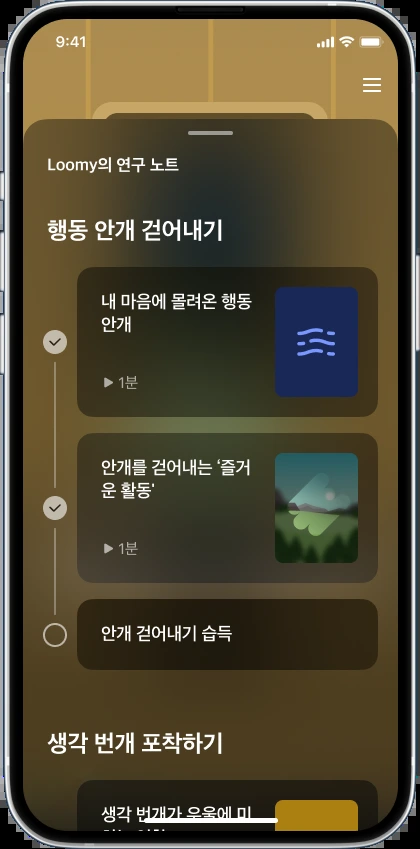 9:41
Loomy의 연구 노트
행동 안개 걷어내기
내 마음에 몰려온 행동
안개
1분
안개를 걷어내는 ‘즐거
운 활동'
1분
안개 걷어내기 습득
생각 번개 포착하기
생각 번개가 우울에 미